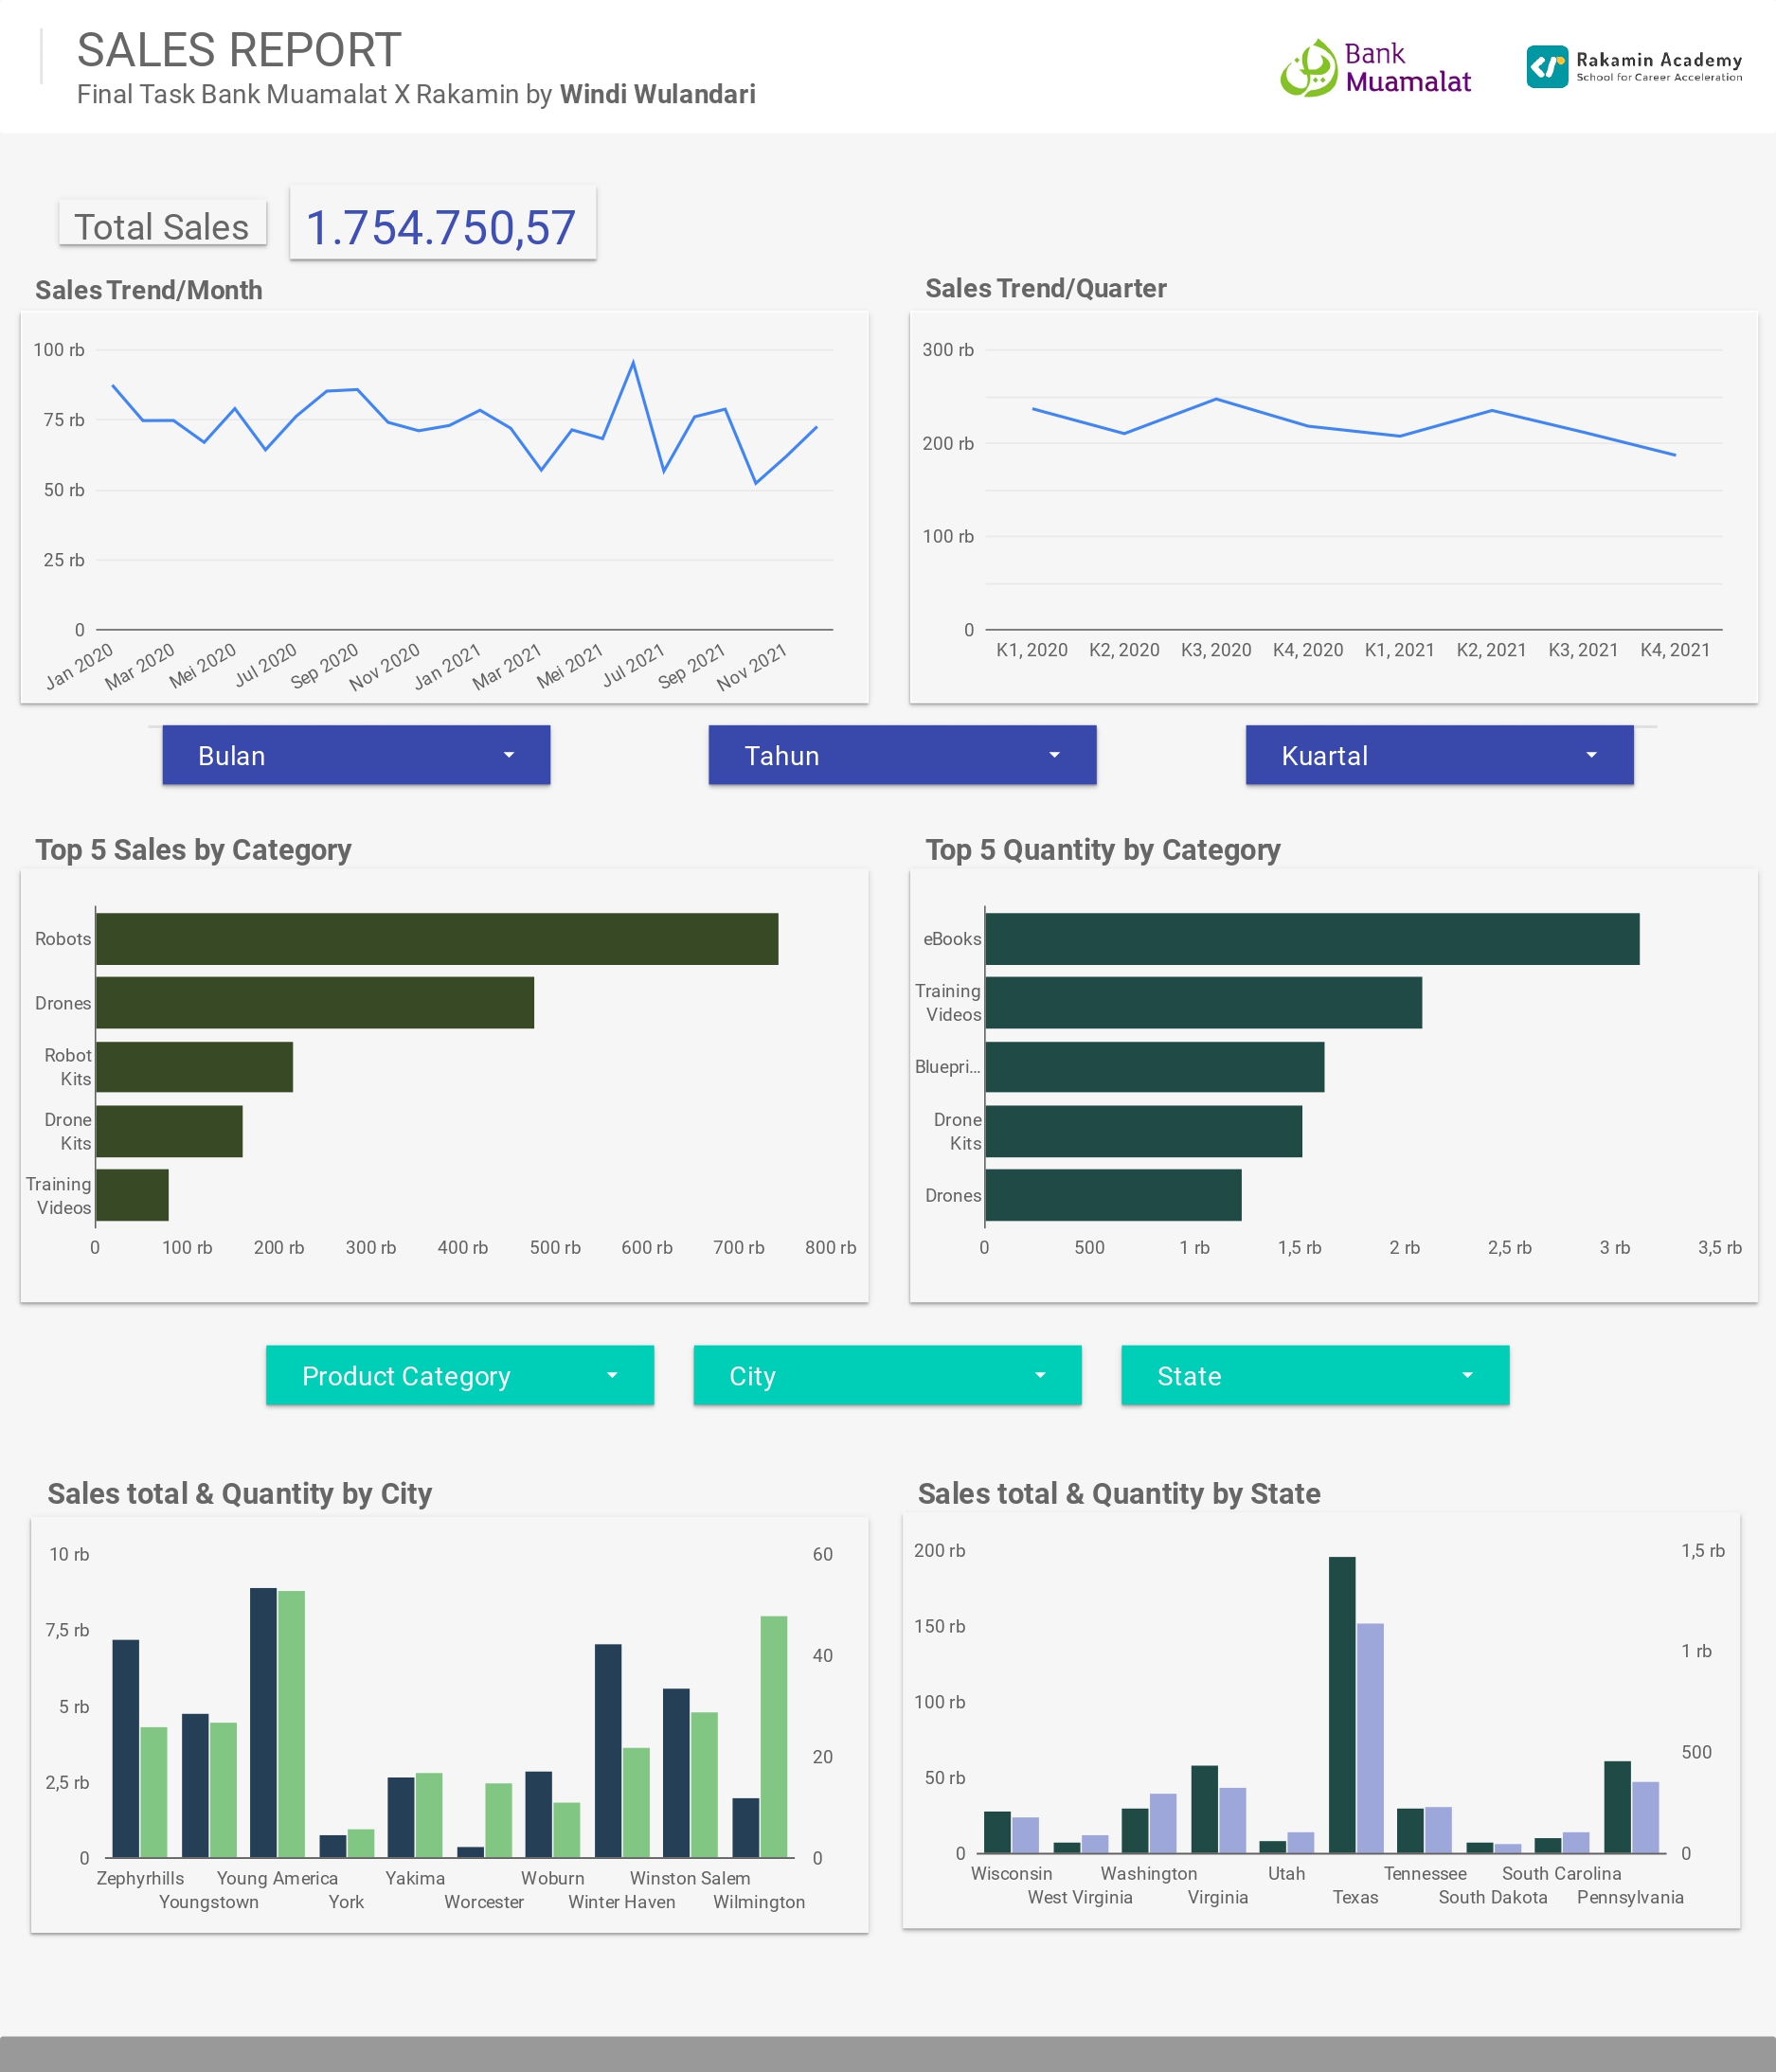 SALES REPORT
Final Task Bank Muamalat X Rakamin by Windi Wulandari
Bank
Muamalat
Rakamin Academy
School for Career Acceleration
Total Sales
1.754.750,57
Sales Trend/Month
100 rb
75 rb
50 rb
25 rb
0
Jan 2020
Mar 2020
Mei 2020
Jul 2020
Sep 2020
Nov 2020
Jan 2021
Mar 2021
Mei 2021
Jul 2021
Sep 2021
Nov 2021
Sales Trend/Quarter
300 rb
200 rb
100 rb
0
K1, 2020
K2, 2020
K3, 2020
K4, 2020
K1, 2021
K2, 2021
K3, 2021
K4, 2021
Bulan
Tahun
Kuartal
Top 5 Sales by Category
Robots
Drones
Robot
Kits
Drone
Kits
Training
Videos
0
100 rb
200 rb
300 rb
400 rb
500 rb
600 rb
700 rb
800 rb
Top 5 Quantity by Category
eBooks
Training
Videos
Bluepri...
Drone
Kits
Drones
0
500
1 rb
1,5 rb
2 rb
2,5 rb
3 rb
3,5 rb
Product Category
City
State
Sales total & Quantity by City
10 rb
7,5 rb
5 rb
2,5 rb
0
60
40
20
0
Zephyrhills
Youngstown
Young America
York
Yakima
Worcester
Woburn
Winter Haven
Winston Salem
Wilmington
Sales total & Quantity by State
200 rb
150 rb
100 rb
50 rb
0
1,5 rb
1 rb
500
0
Wisconsin
West Virginia
Washington
Virginia
Utah
Texas
Tennessee
South Dakota
South Carolina
Pennsylvania